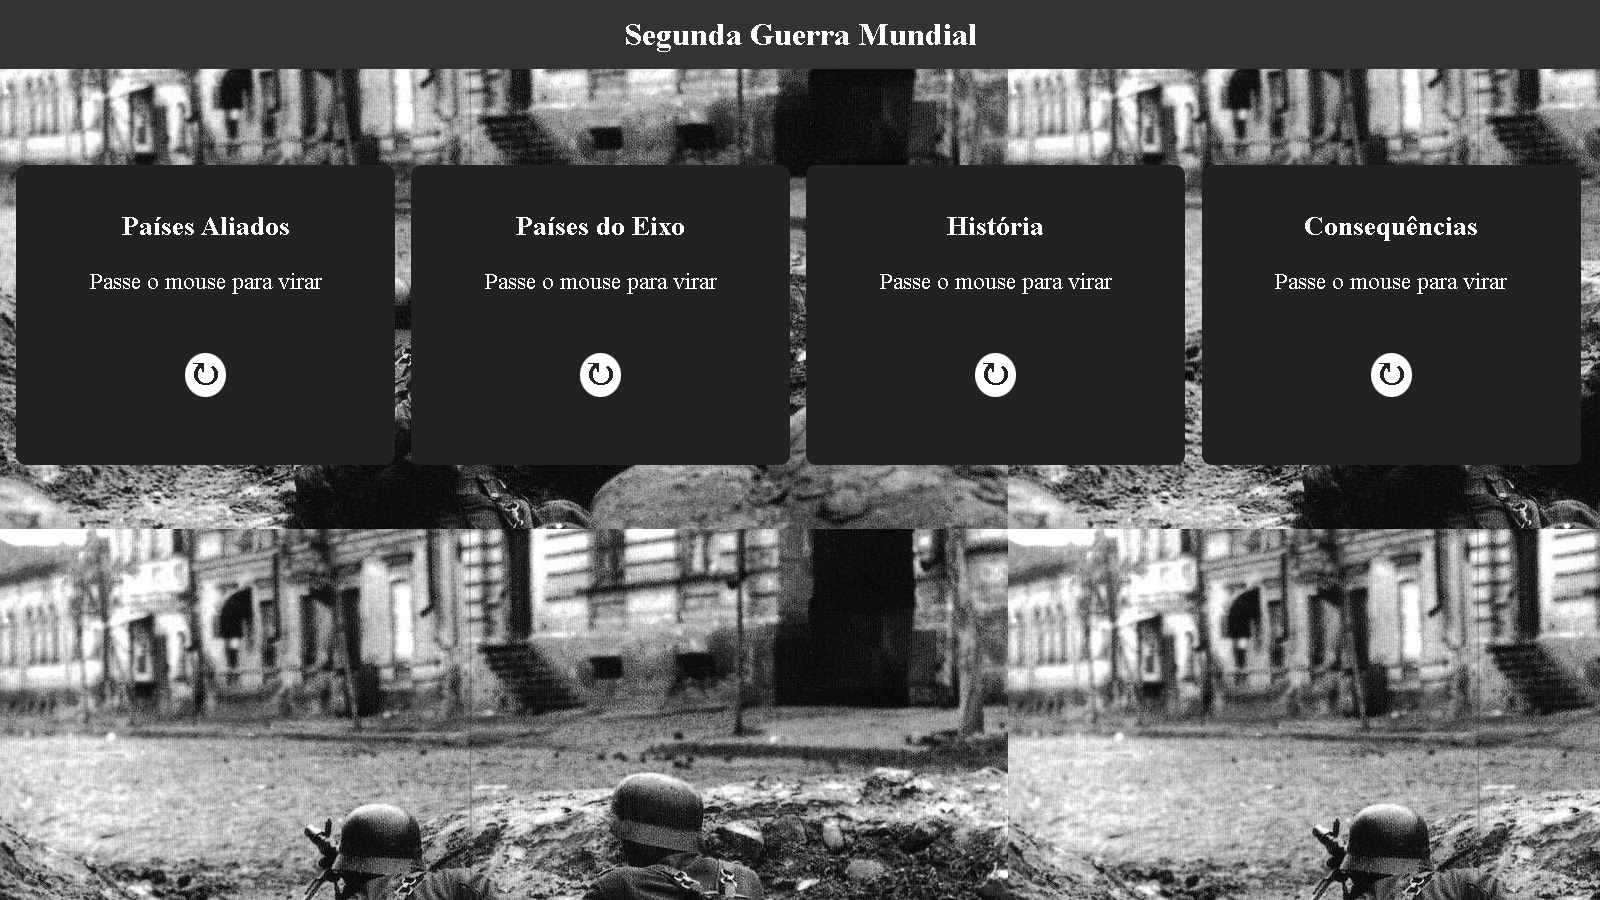 Segunda Guerra Mundial
Países Aliados
Passe o mouse para virar
↻
Países do Eixo
Passe o mouse para virar
↻
História
Passe o mouse para virar
↻
Consequências
Passe o mouse para virar
↻